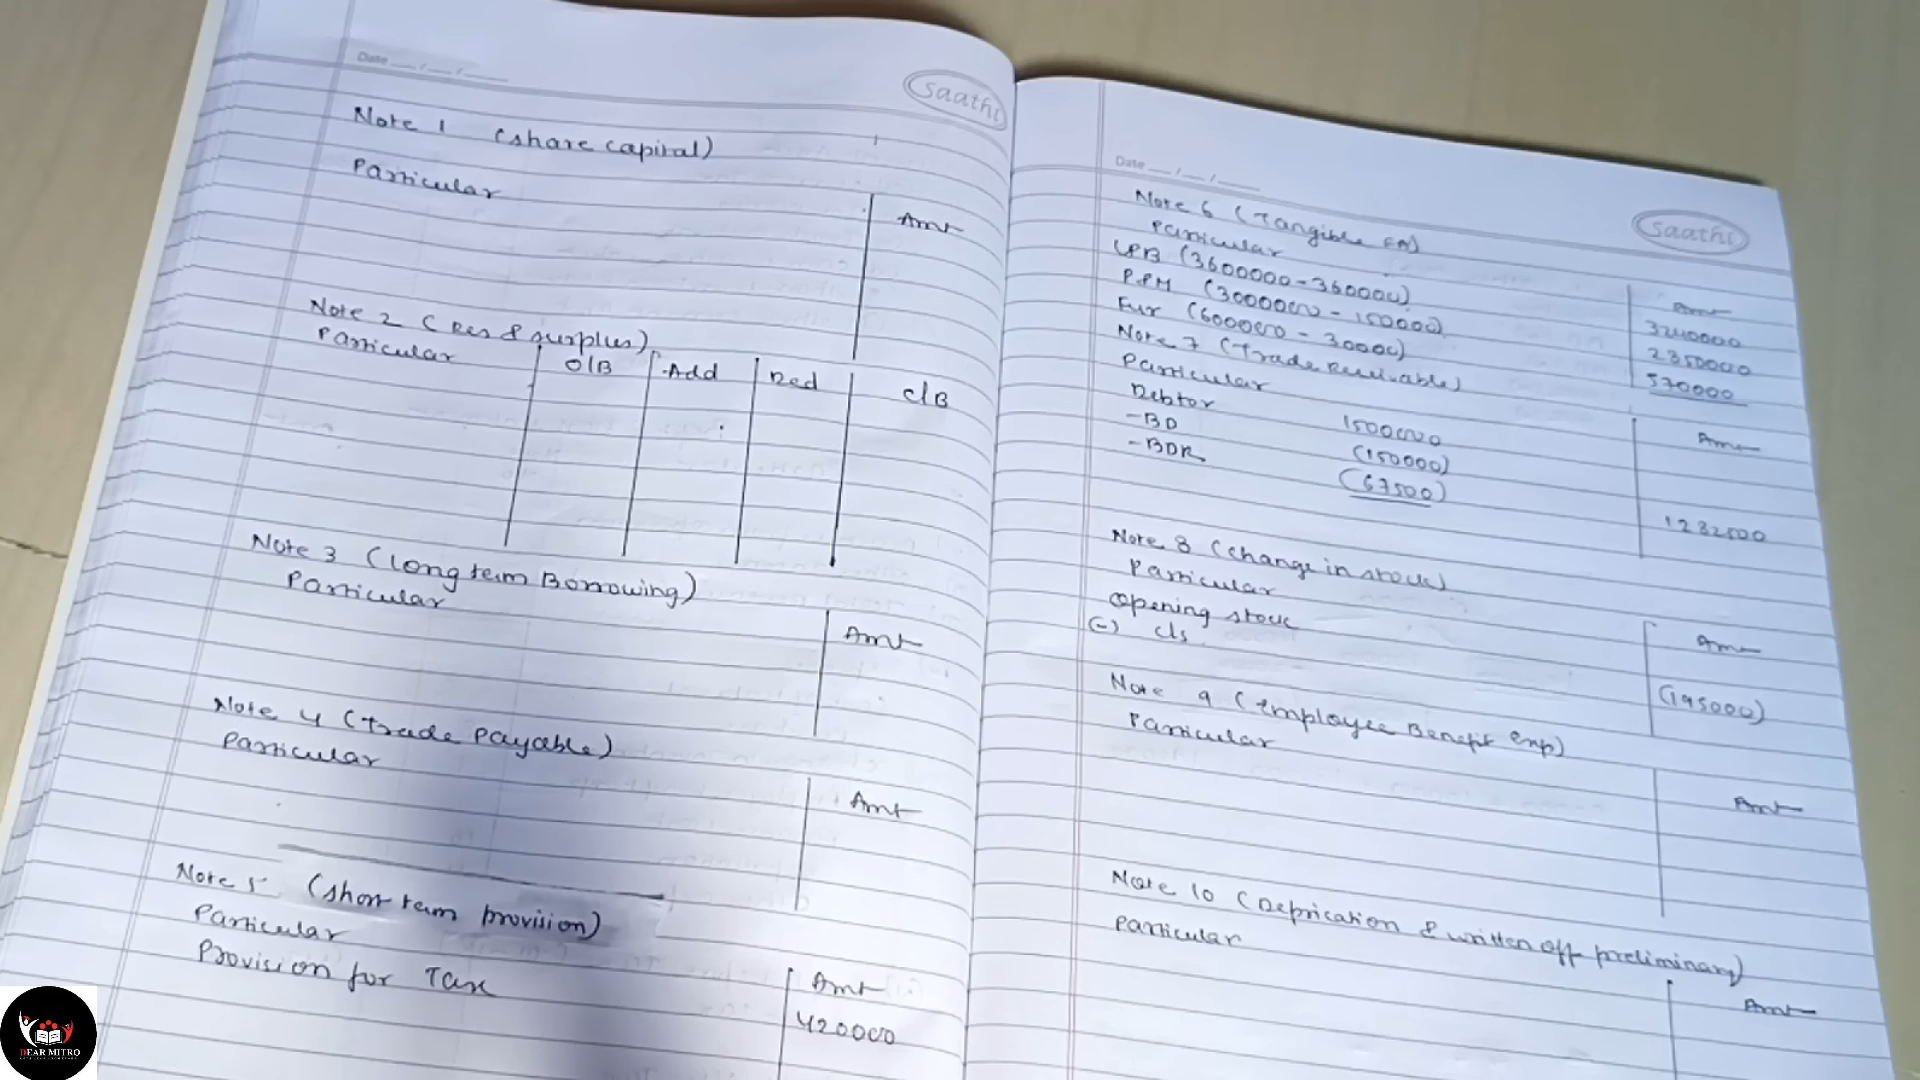 Date
saathi
Note 1 (share capital)
Particular
Amt
Note 2 (Res & surplus)
Particular O/B Add Ded C/B
Note 3 (long term Borrowing)
Particular
Amt
Note 4 (Trade payable)
Particular
Amt
Note 5 (short term provision)
Particular Amt
Provision for Tax 420000
Date
saathi
Note 6 (Tangible FA)
Particular Amt
LPB (3600000-360000) 3240000
P.PM (3000000-150000) 2850000
Fur (600000-30000) 570000
Note 7 (Trade Receivable)
Particular Amt
Debtor 1500000
-BD (150000)
-BDR (67500)
1282500
Note 8 (change in stock)
Particular Amt
opening stock
(-) cls
(195000)
Note 9 (Employee Benefit Exp)
Particular
Amt
Note 10 (Deprication & written off preliminary)
Particular
Amt
DEAR MITRO